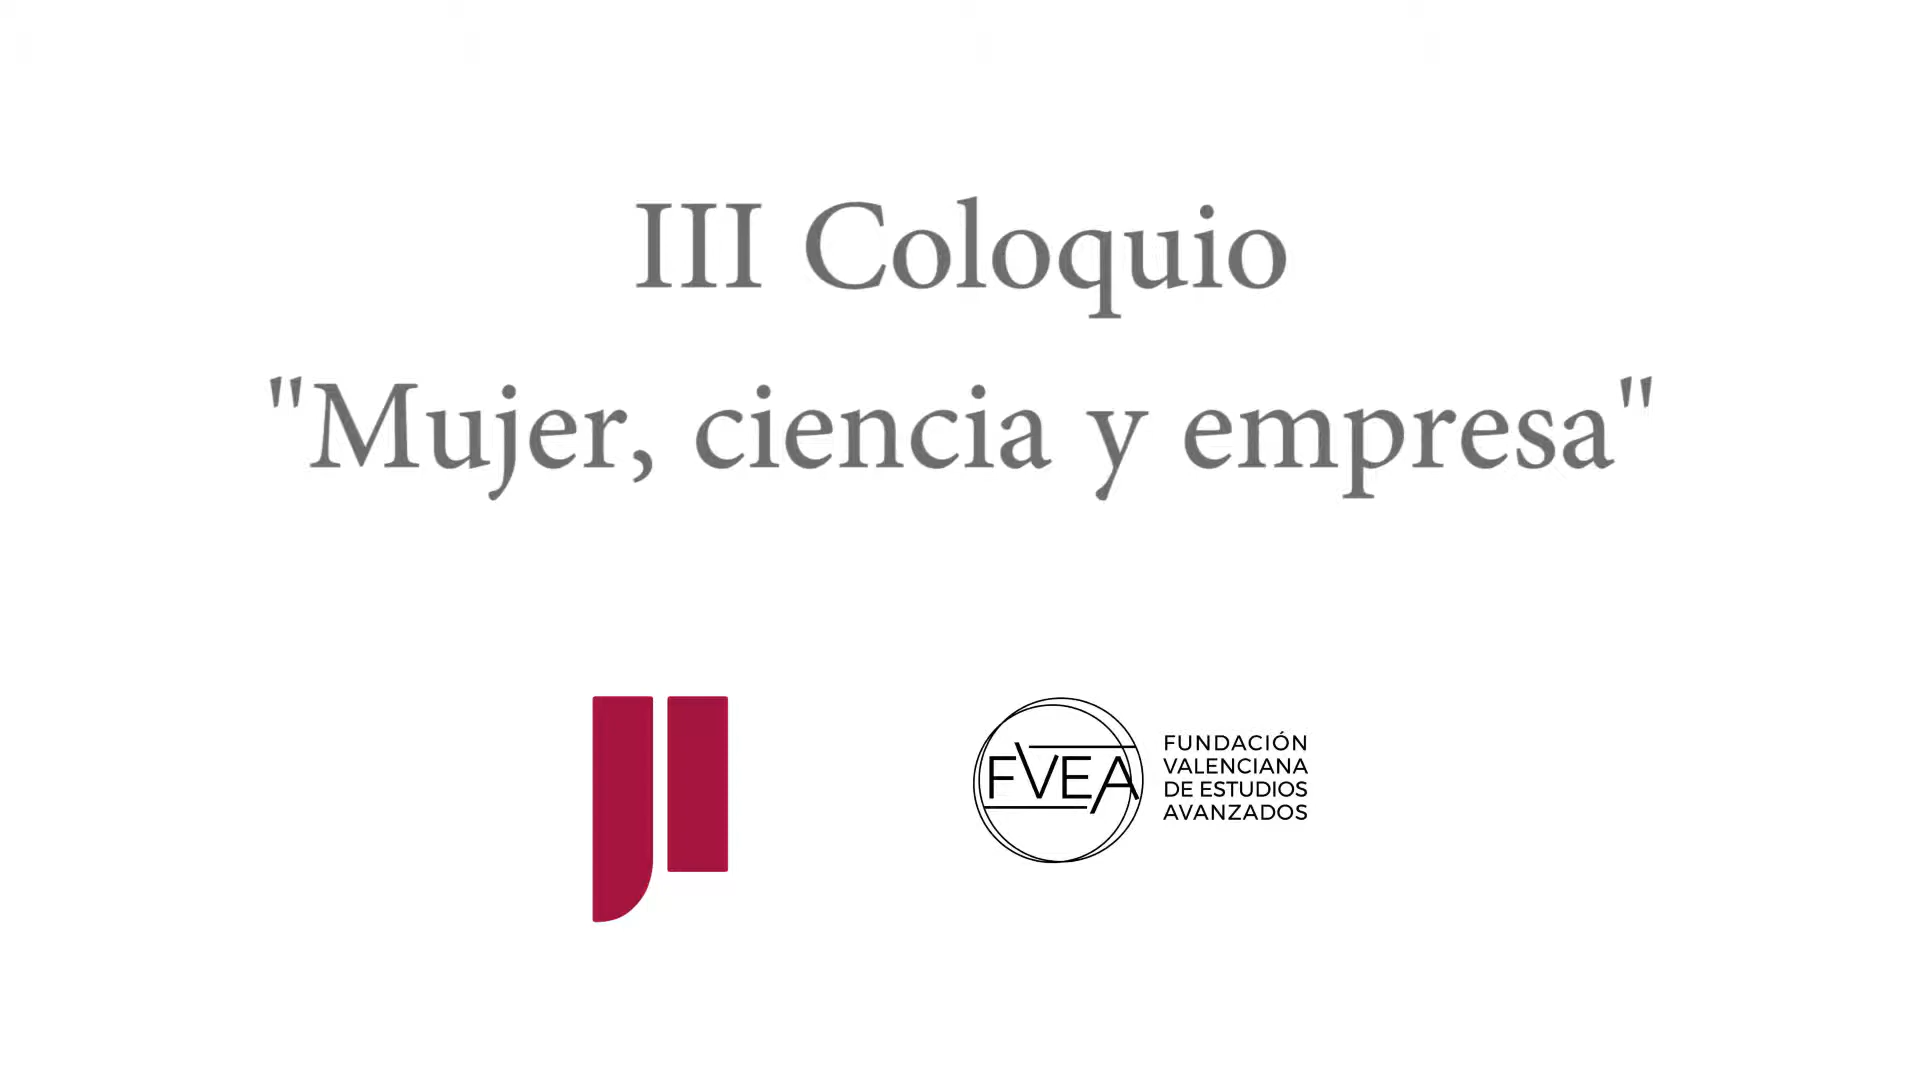 III Coloquio
"Mujer, ciencia y empresa"
FVEA
FUNDACIÓN
VALENCIANA
DE ESTUDIOS
AVANZADOS